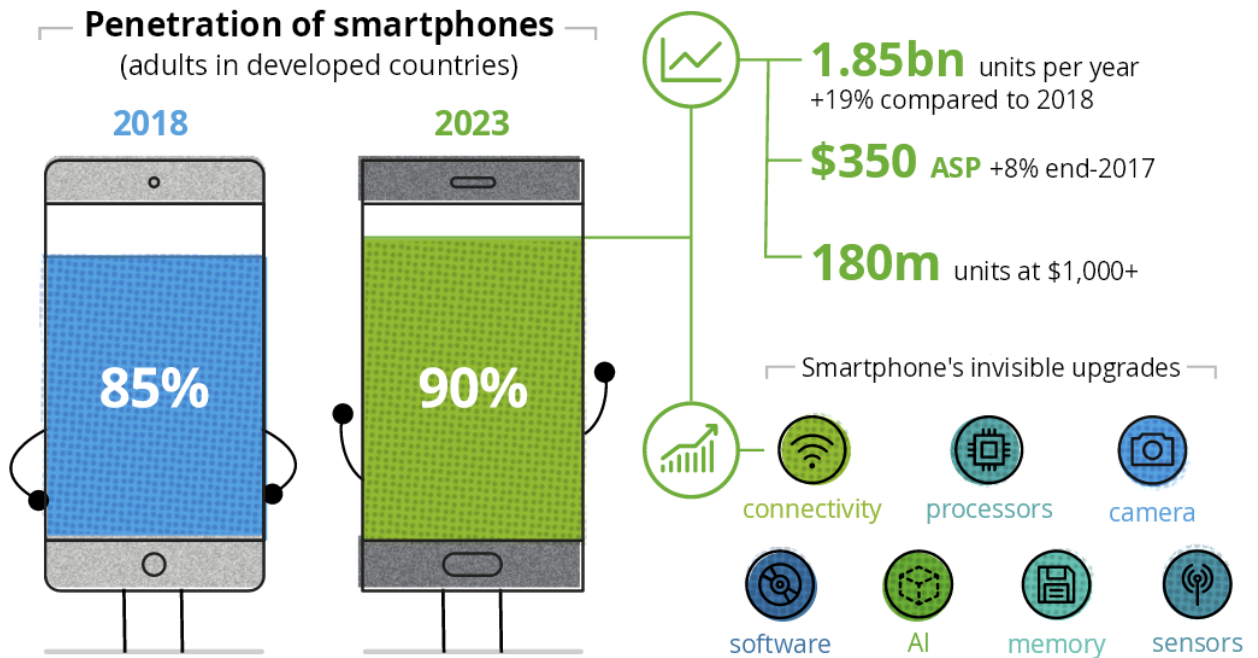 Penetration of smartphones
(adults in developed countries)
2018
2023
85%
90%
1.85bn units per year
+19% compared to 2018
$350 ASP +8% end-2017
180m units at $1,000+
Smartphone's invisible upgrades
connectivity
processors
camera
software
AI
memory
sensors